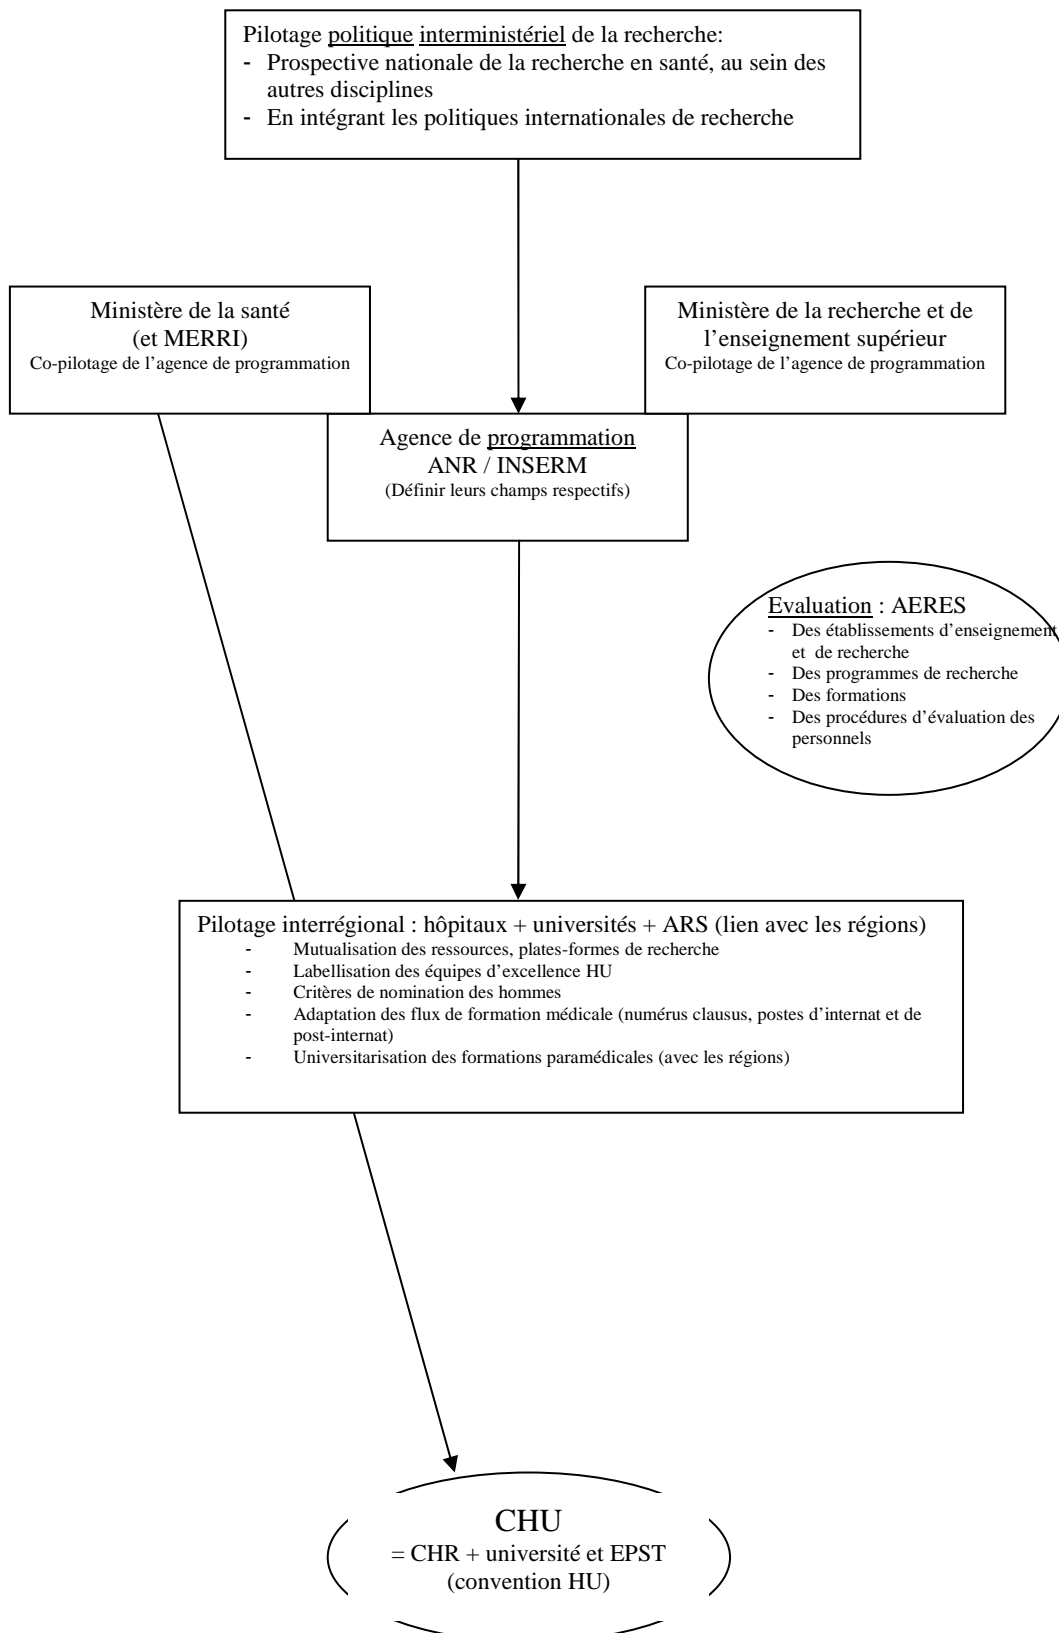 Pilotage politique interministériel de la recherche:
- Prospective nationale de la recherche en santé, au sein des
autres disciplines
- En intégrant les politiques internationales de recherche
Ministère de la santé
(et MERRI)
Co-pilotage de l’agence de programmation
Ministère de la recherche et de
l’enseignement supérieur
Co-pilotage de l’agence de programmation
Agence de programmation
ANR / INSERM
(Définir leurs champs respectifs)
Evaluation : AERES
- Des établissements d’enseignement
et de recherche
- Des programmes de recherche
- Des formations
- Des procédures d’évaluation des
personnels
Pilotage interrégional : hôpitaux + universités + ARS (lien avec les régions)
- Mutualisation des ressources, plates-formes de recherche
- Labellisation des équipes d’excellence HU
- Critères de nomination des hommes
- Adaptation des flux de formation médicale (numérus clausus, postes d’internat et de
post-internat)
- Universitarisation des formations paramédicales (avec les régions)
CHU
= CHR + université et EPST
(convention HU)